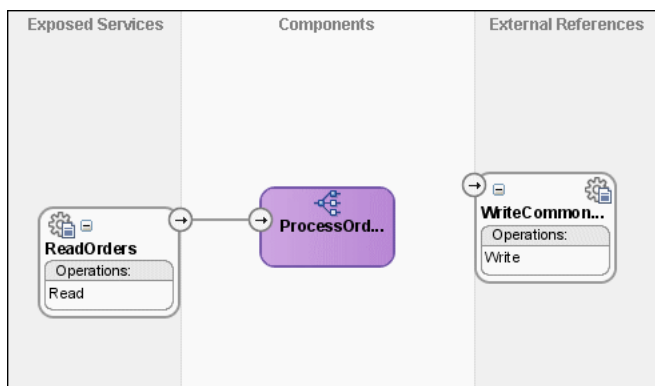 Exposed Services
Components
External References
ReadOrders
Operations:
Read
ProcessOrd...
WriteCommon...
Operations:
Write